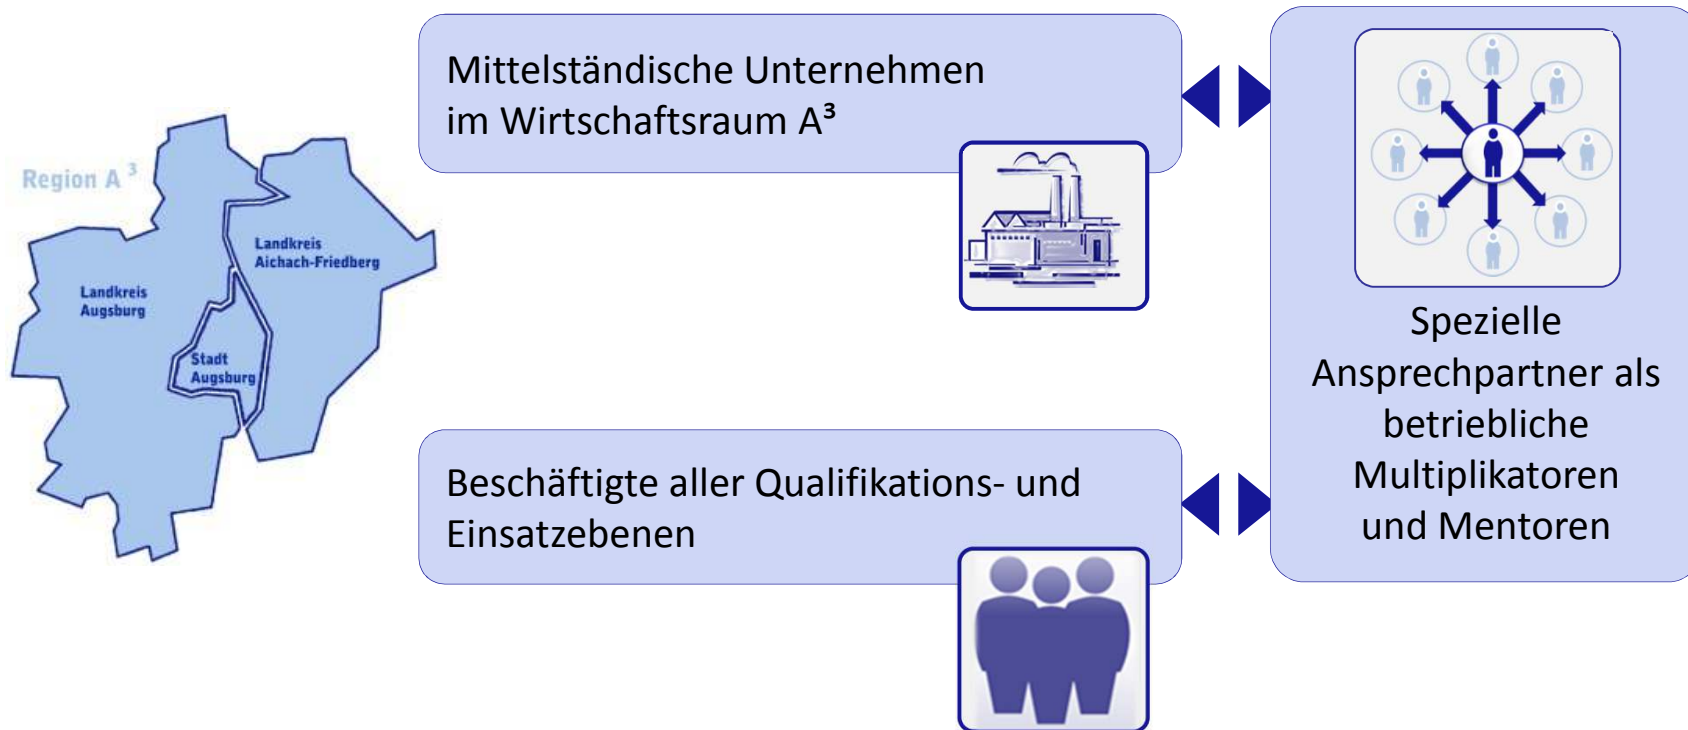 Region A ³
Landkreis
Augsburg
Landkreis
Aichach-Friedberg
Stadt
Augsburg
Mittelständische Unternehmen
im Wirtschaftsraum A³
Beschäftigte aller Qualifikations- und
Einsatzebenen
Spezielle
Ansprechpartner als
betriebliche
Multiplikatoren
und Mentoren